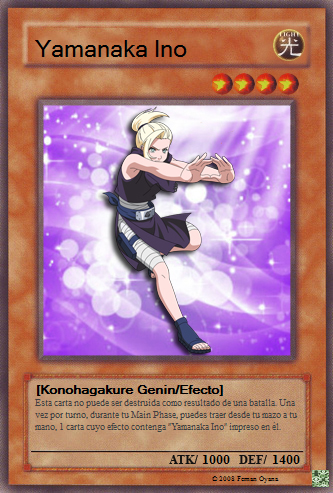 Yamanaka Ino
LIGHT
光
[Konohagakure Genin/Efecto]
Esta carta no puede ser destruida como resultado de una batalla. Una
vez por turno, durante tu Main Phase, puedes traer desde tu mazo a tu
mano, 1 carta cuyo efecto contenga "Yamanaka Ino" impreso en él.
ATK/ 1000 DEF/ 1400
© 2008 Fernan Oyana